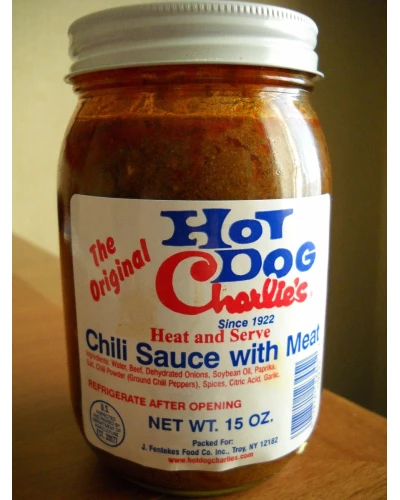 The
Original
HOT
DOG
Charlie's
Since 1922
Heat and Serve
Chili Sauce with Meat
Ingredients: Water, Beef, Dehydrated Onions, Soybean Oil, Paprika,
Salt, Chili Powder (Ground Chili Peppers), Spices, Citric Acid, Garlic.
REFRIGERATE AFTER OPENING
U.S.
NET WT. 15 OZ.
Packed For:
J. Fentekes Food Co. Inc., Troy, NY 12182
www.hotdogcharlies.com